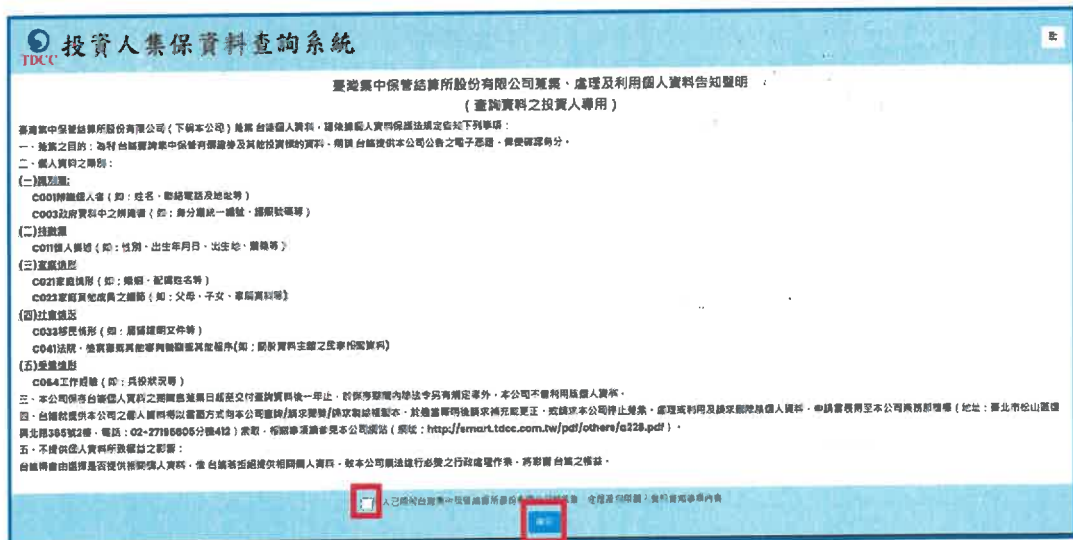 TDCC 投資人集保資料查詢系統
臺灣集中保管結算所股份有限公司蒐集、處理及利用個人資料告知聲明
（查詢資料之投資人專用）
臺灣集中保管結算所股份有限公司（下稱本公司）蒐集 台端個人資料，謹依據個人資料保護法規定告知下列事項：
一、蒐集之目的：為利 台端查詢集中保管有價證券及其他投資標的資料，需請 台端提供本公司公告之電子憑證，俾便確認身分。
二、個人資料之類別：
(一)識別類:
C001辨識個人者（如：姓名、聯絡電話及地址等）
C003政府資料中之辨識者（如：身分證統一編號、護照號碼等）
(二)特徵類
C011個人描述（如：性別、出生年月日、出生地、
(三)家庭情形
C021家庭情形（如：婚姻、配偶姓名等）
C023家庭其他成員之細節（如：父母、子女、
(四)社會情況
C033移民情形（如：居留證明文件等）
C041法院、檢察署或其他審判機關或其他程序(如：關於資料主體之民事
(五)受僱情形
C064工作經驗（如：兵役狀況等）
三、本公司保存台端個人資料之期間自蒐集日起至交付查詢資料後一年止，於保存期間內除法令另有規定者外，本公司不會利用該個人資料。
四、台端就提供本公司之個人資料得以書面方式向本公司查詢/請求閱覽/請求製給複製本，於適當釋明後請求補充或更正，或請求本公司停止蒐集、處理或利用及請求刪除該個人資料，申請書表用至本公司業務部櫃檯（地址：臺北市松山區復
興北路365號2樓，電話：02-27195805分機412）索取，相關事項請參見本公司網站（網址：http://smart.tdcc.com.tw/pdf/others/a228.pdf）。
五、不提供個人資料所致權益之影響：
台端得自由選擇是否提供相關個人資料，惟 台端若拒絕提供相關個人資料，致本公司無法進行必要之行政處理作業，將影響 台端之權益。